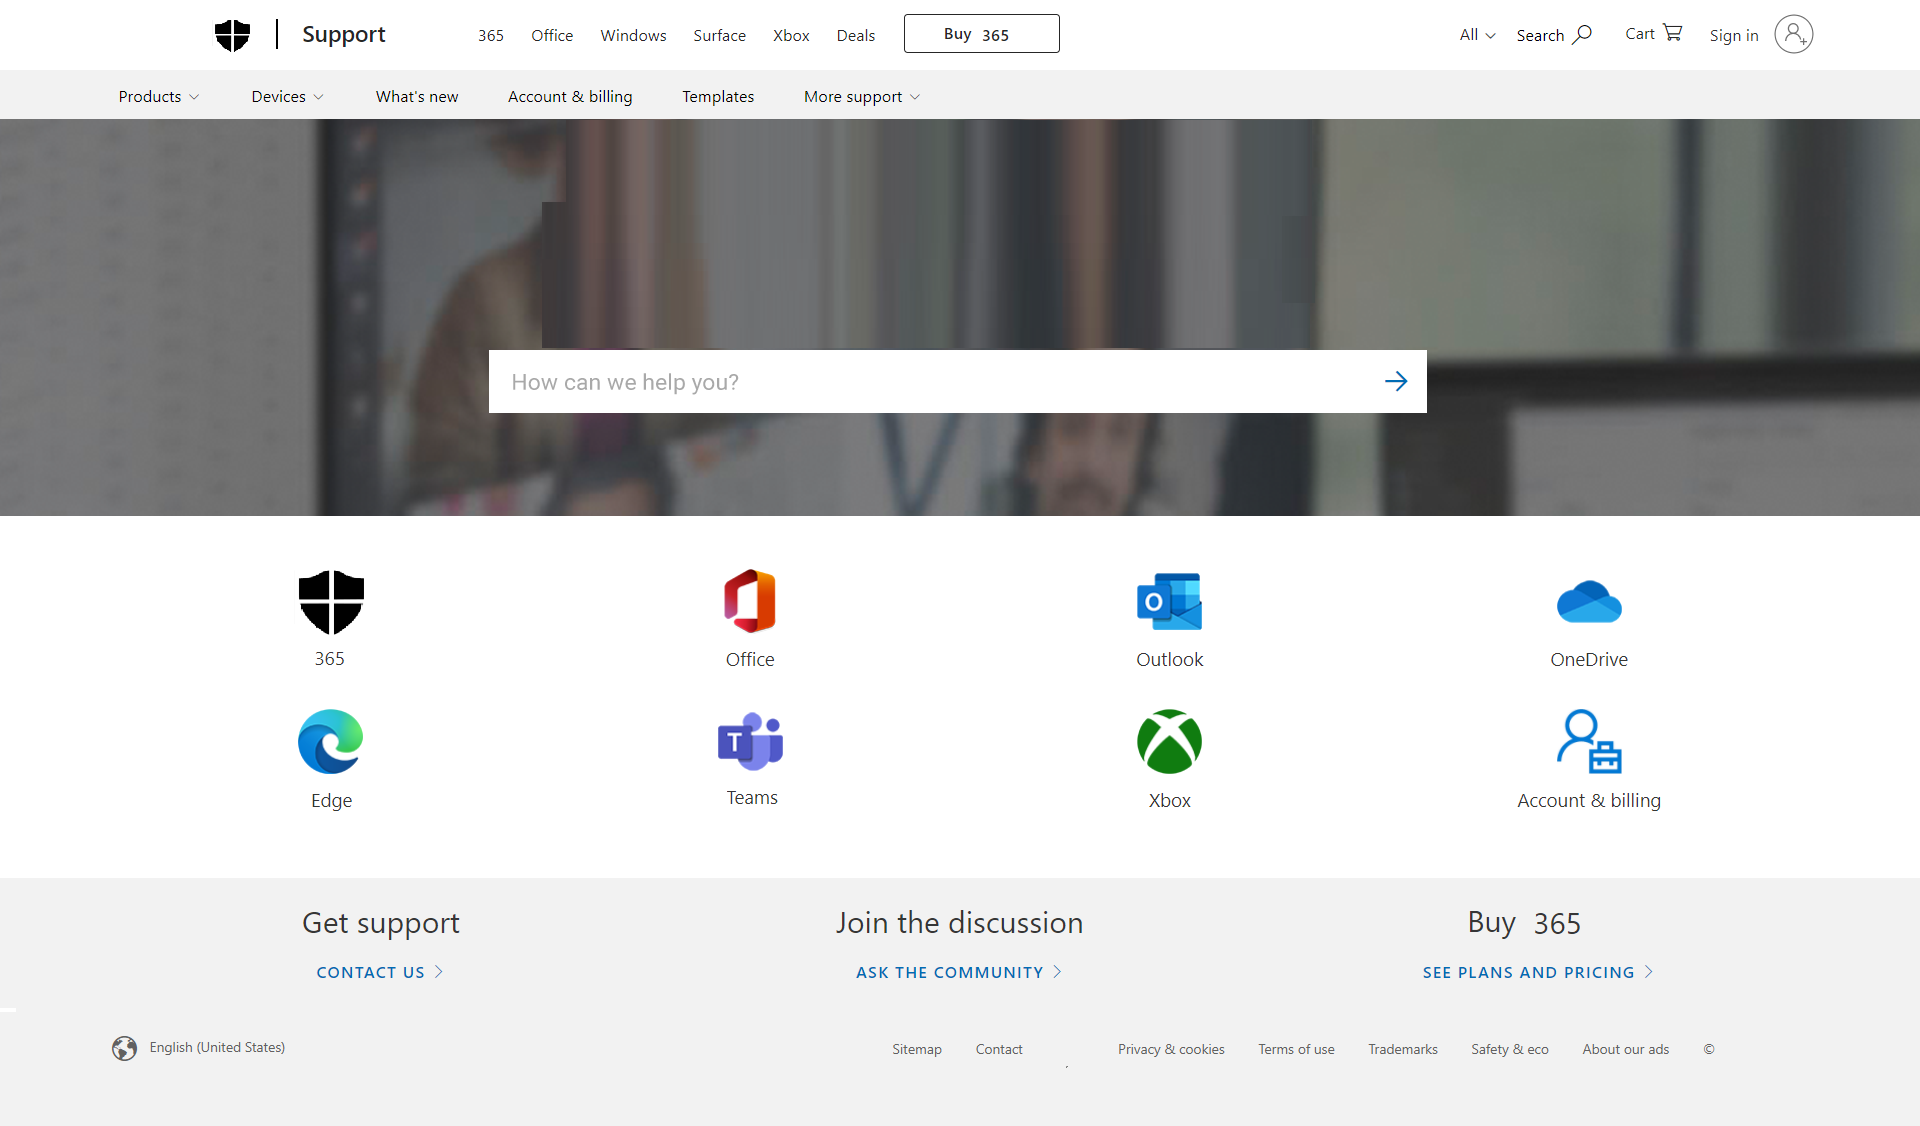 Support
365
Office
Windows
Surface
Xbox
Deals
Buy 365
All
Search
Cart
Sign in
Products
Devices
What's new
Account & billing
Templates
More support
How can we help you?
365
Office
Outlook
OneDrive
Edge
Teams
Xbox
Account & billing
Get support
CONTACT US
Join the discussion
ASK THE COMMUNITY
Buy 365
SEE PLANS AND PRICING
English (United States)
Sitemap
Contact
Privacy & cookies
Terms of use
Trademarks
Safety & eco
About our ads
©